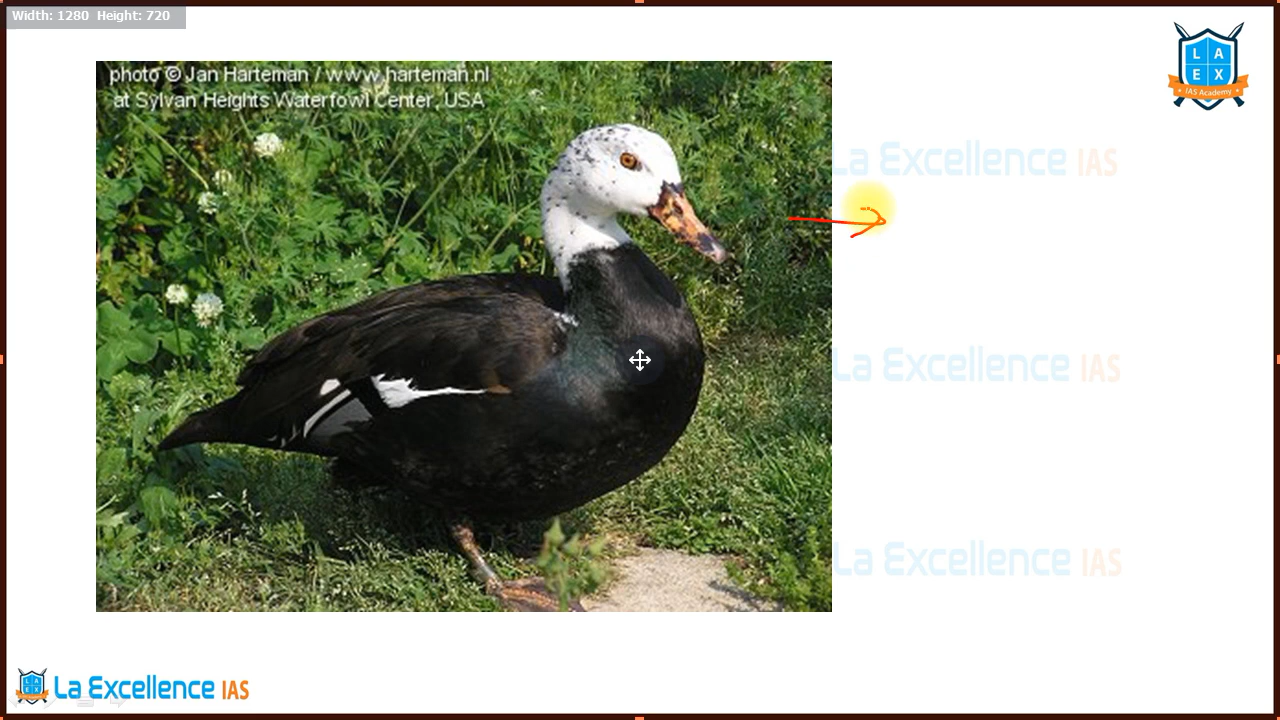 Width: 1280 Height: 720
photo © Jan Harteman / www.harteman.nl
at Sylvan Heights Waterfowl Center, USA
L A
E X
IAS Academy
La Excellence IAS
La Excellence IAS
La Excellence IAS
L A
E X
La Excellence IAS